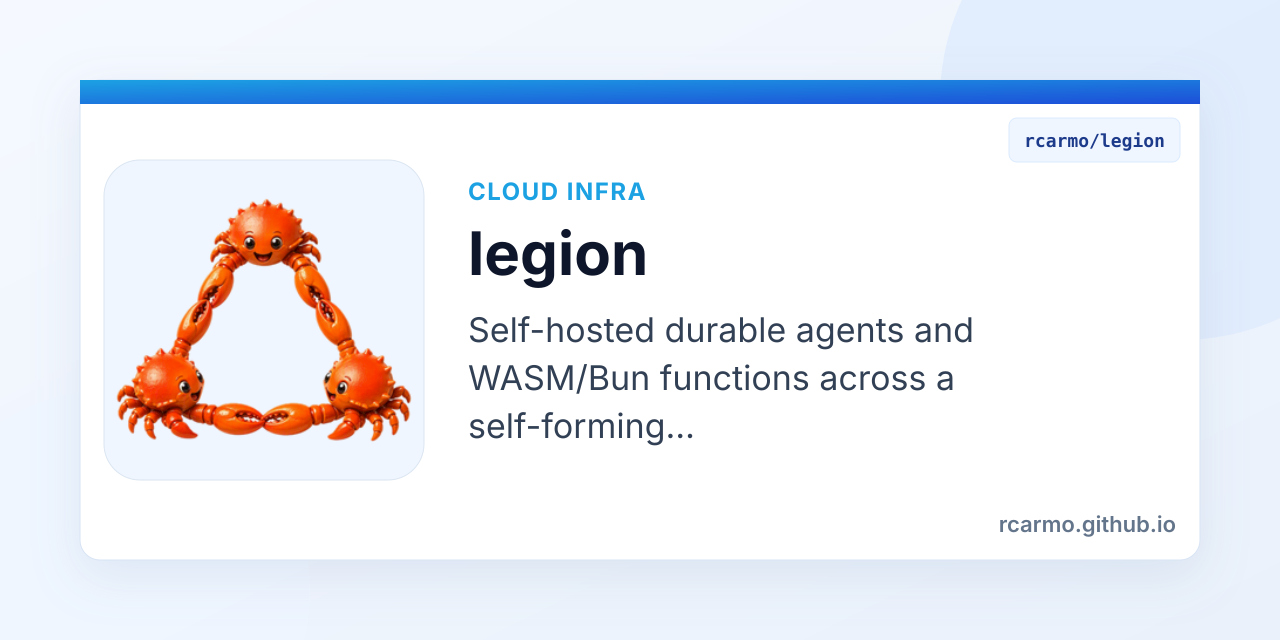 rcarmo/legion
CLOUD INFRA
legion
Self-hosted durable agents and
WASM/Bun functions across a
self-forming...
rcarmo.github.io